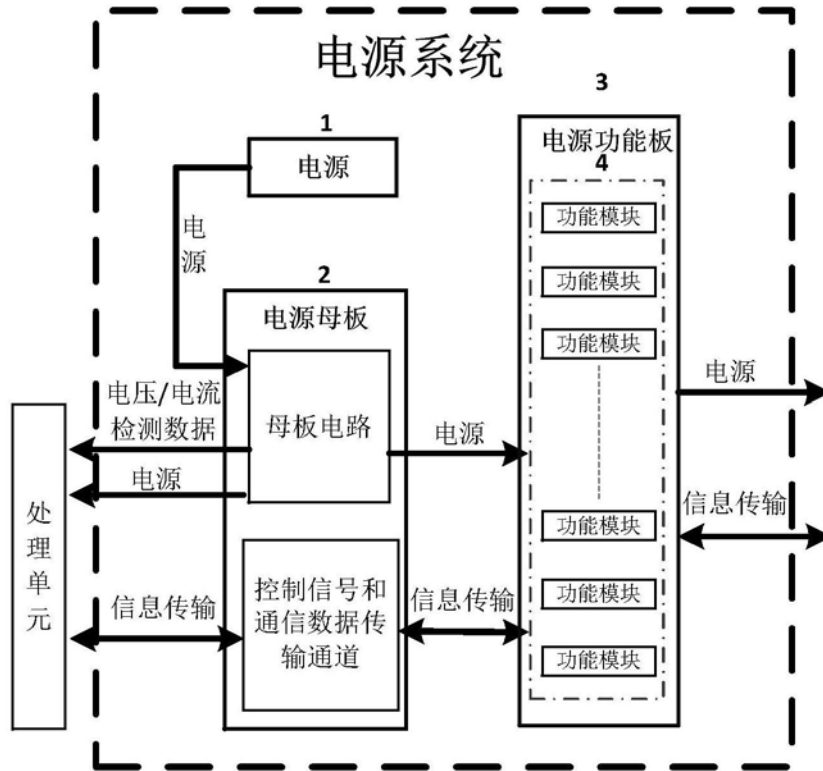 电源系统
1
电源
电
源
2
电源母板
母板电路
电压/电流
检测数据
电源
处
理
单
元
信息传输
控制信号和
通信数据传
输通道
电源
信息传输
3
电源功能板
4
功能模块
功能模块
功能模块
功能模块
功能模块
功能模块
电源
信息传输